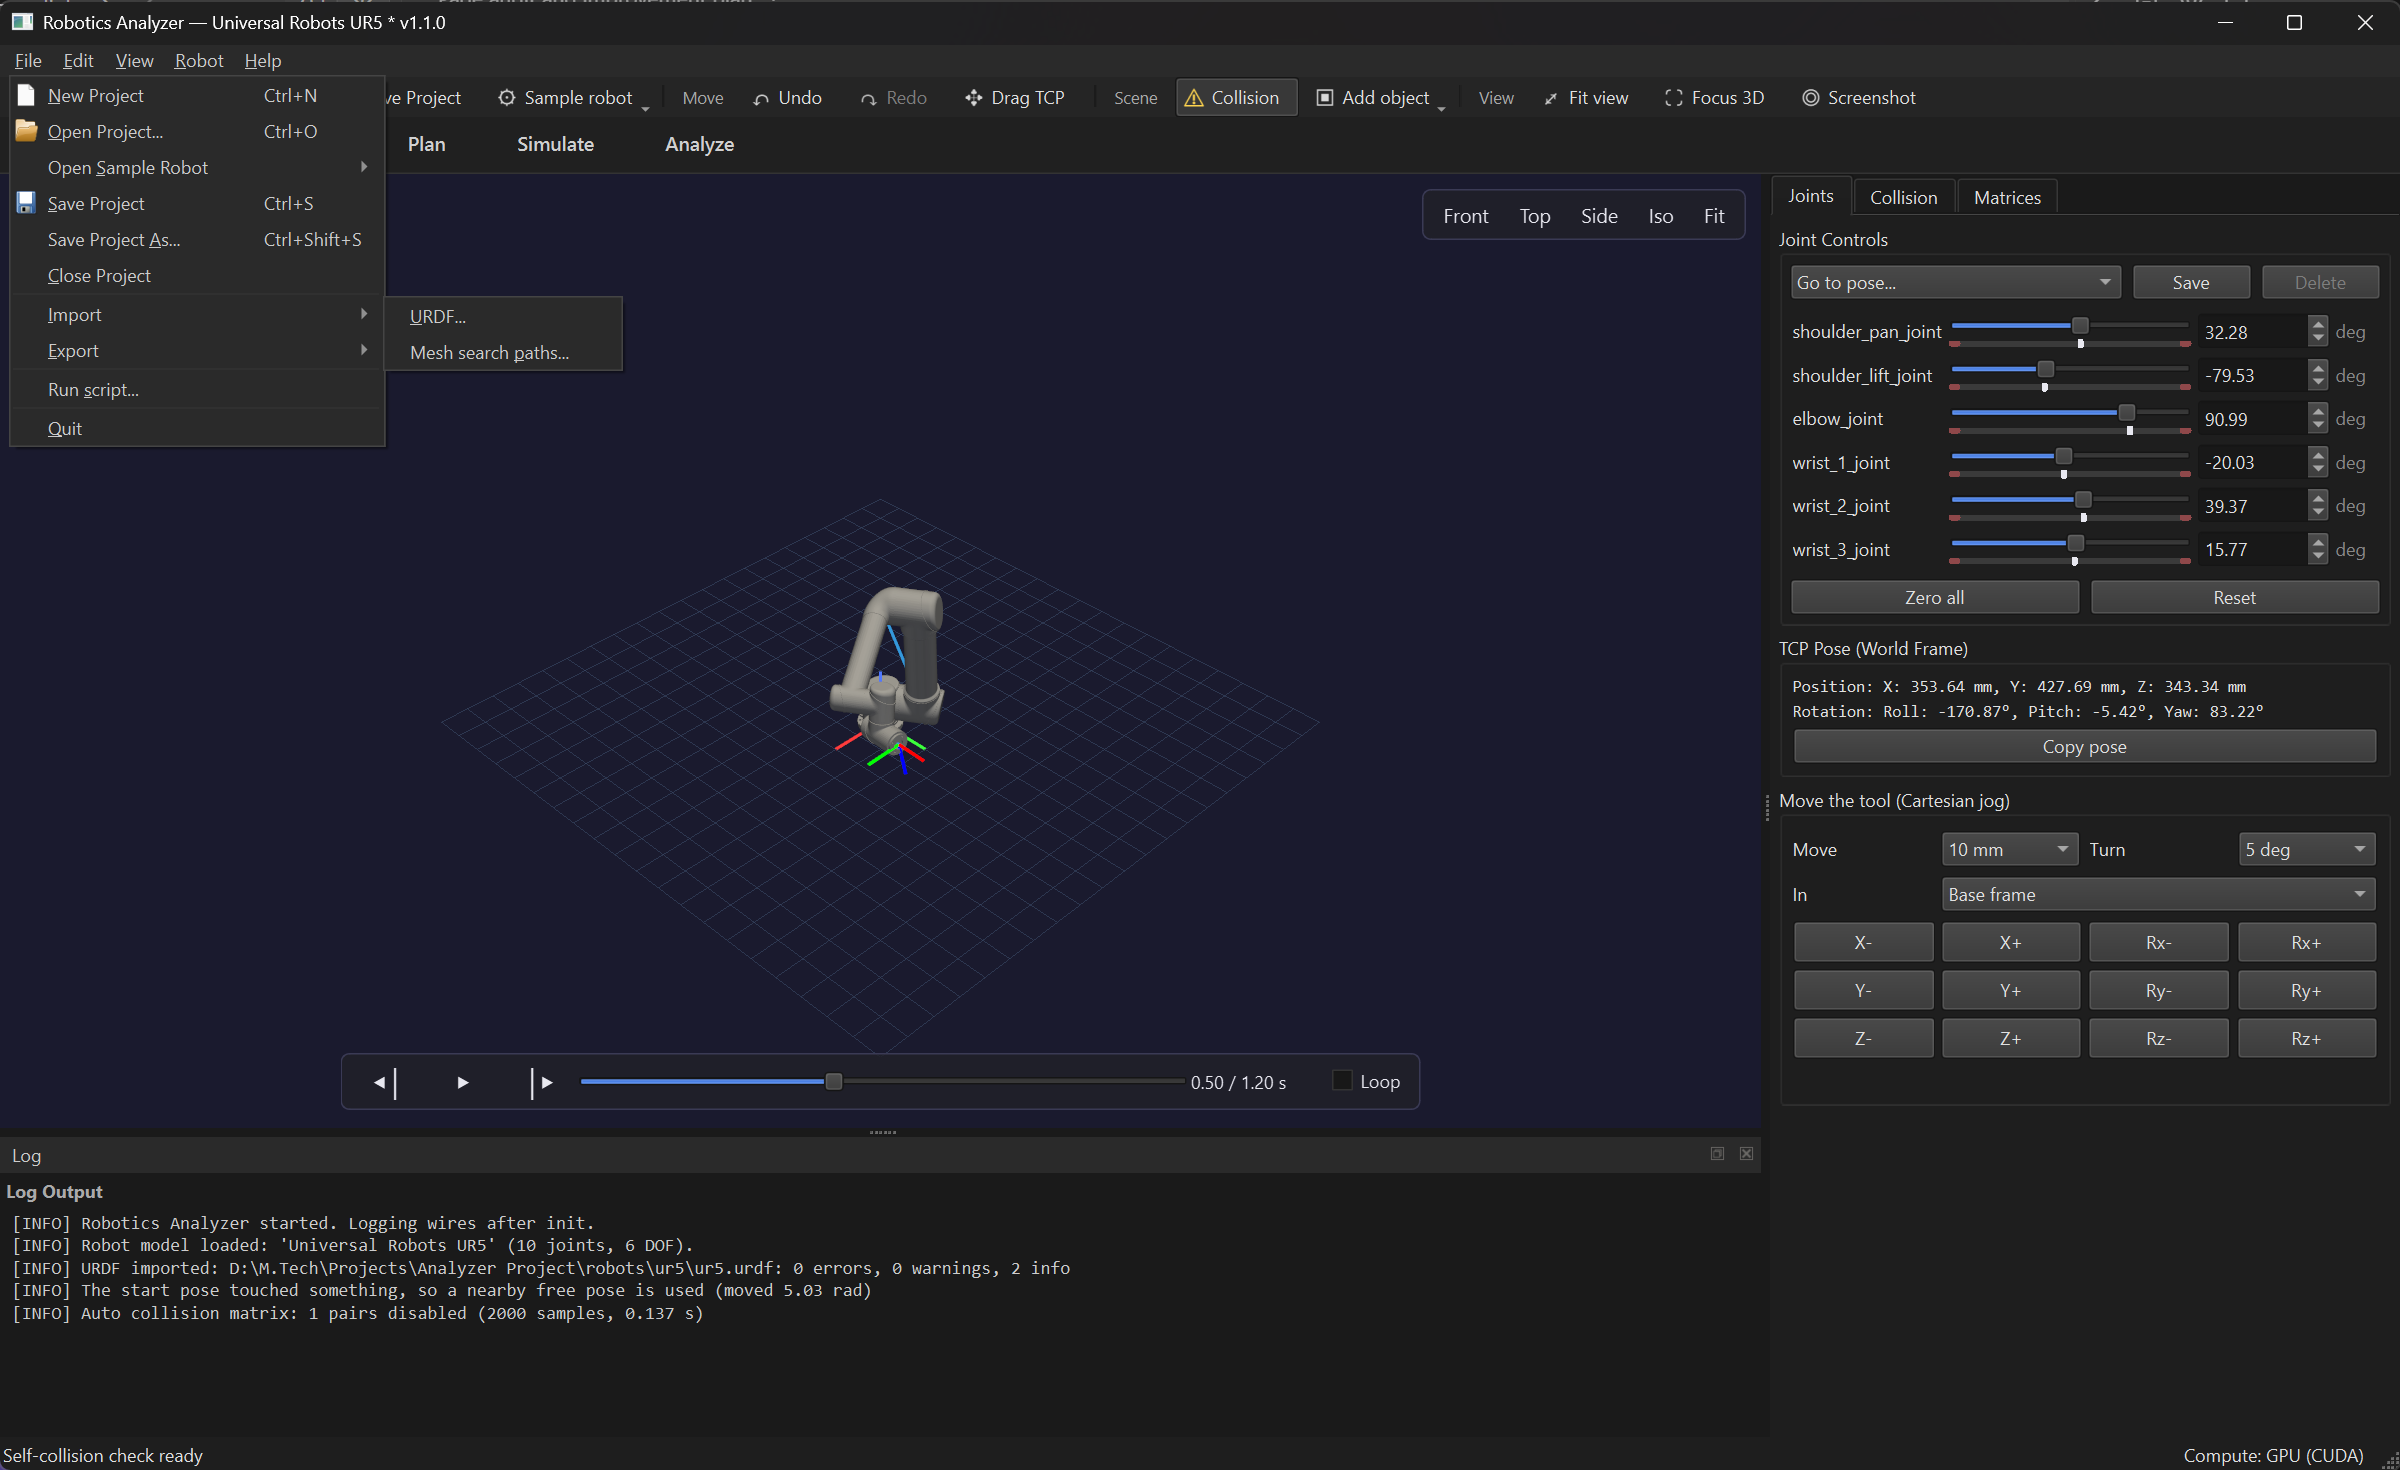 Robotics Analyzer — Universal Robots UR5 * v1.1.0
File Edit View Robot Help
New Project Ctrl+N
Open Project... Ctrl+O
Open Sample Robot
Save Project Ctrl+S
Save Project As... Ctrl+Shift+S
Close Project
Import
Export
Run script...
Quit
URDF...
Mesh search paths...
Project Sample robot Move Undo Redo Drag TCP Scene Collision Add object View Fit view Focus 3D Screenshot
Plan Simulate Analyze
Front Top Side Iso Fit
0.50 / 1.20 s Loop
Joints Collision Matrices
Joint Controls
Go to pose... Save Delete
shoulder_pan_joint 32.28 deg
shoulder_lift_joint -79.53 deg
elbow_joint 90.99 deg
wrist_1_joint -20.03 deg
wrist_2_joint 39.37 deg
wrist_3_joint 15.77 deg
Zero all Reset
TCP Pose (World Frame)
Position: X: 353.64 mm, Y: 427.69 mm, Z: 343.34 mm
Rotation: Roll: -170.87°, Pitch: -5.42°, Yaw: 83.22°
Copy pose
Move the tool (Cartesian jog)
Move 10 mm Turn 5 deg
In Base frame
X- X+ Rx- Rx+
Y- Y+ Ry- Ry+
Z- Z+ Rz- Rz+
Log
Log Output
[INFO] Robotics Analyzer started. Logging wires after init.
[INFO] Robot model loaded: 'Universal Robots UR5' (10 joints, 6 DOF).
[INFO] URDF imported: D:\M.Tech\Projects\Analyzer Project\robots\ur5\ur5.urdf: 0 errors, 0 warnings, 2 info
[INFO] The start pose touched something, so a nearby free pose is used (moved 5.03 rad)
[INFO] Auto collision matrix: 1 pairs disabled (2000 samples, 0.137 s)
Self-collision check ready
Compute: GPU (CUDA)